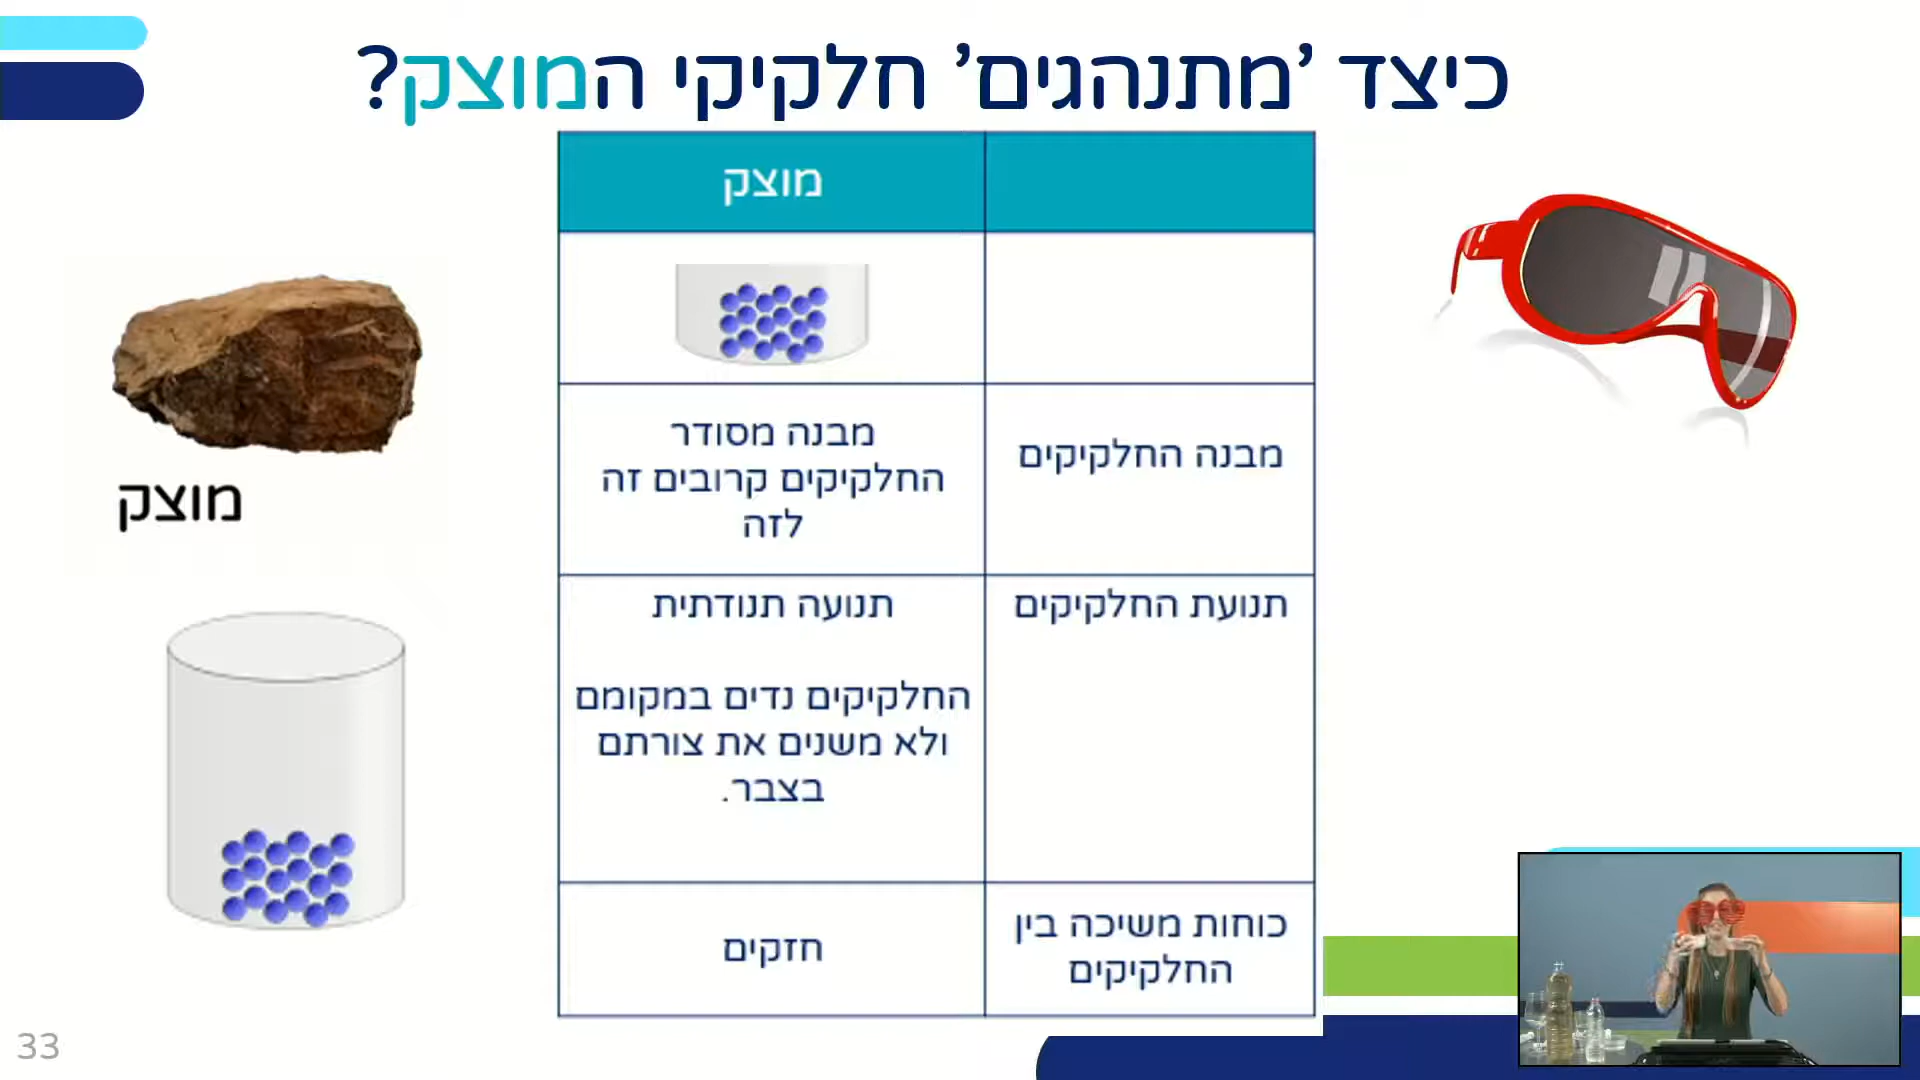 כיצד 'מתנהגים' חלקיקי המוצק?
מוצק
מבנה החלקיקים
מבנה מסודר
החלקיקים קרובים זה
לזה
תנועת החלקיקים
תנועה תנודתית
החלקיקים נדים במקומם
ולא משנים את צורתם
בצבר.
כוחות משיכה בין
החלקיקים
חזקים
מוצק
33